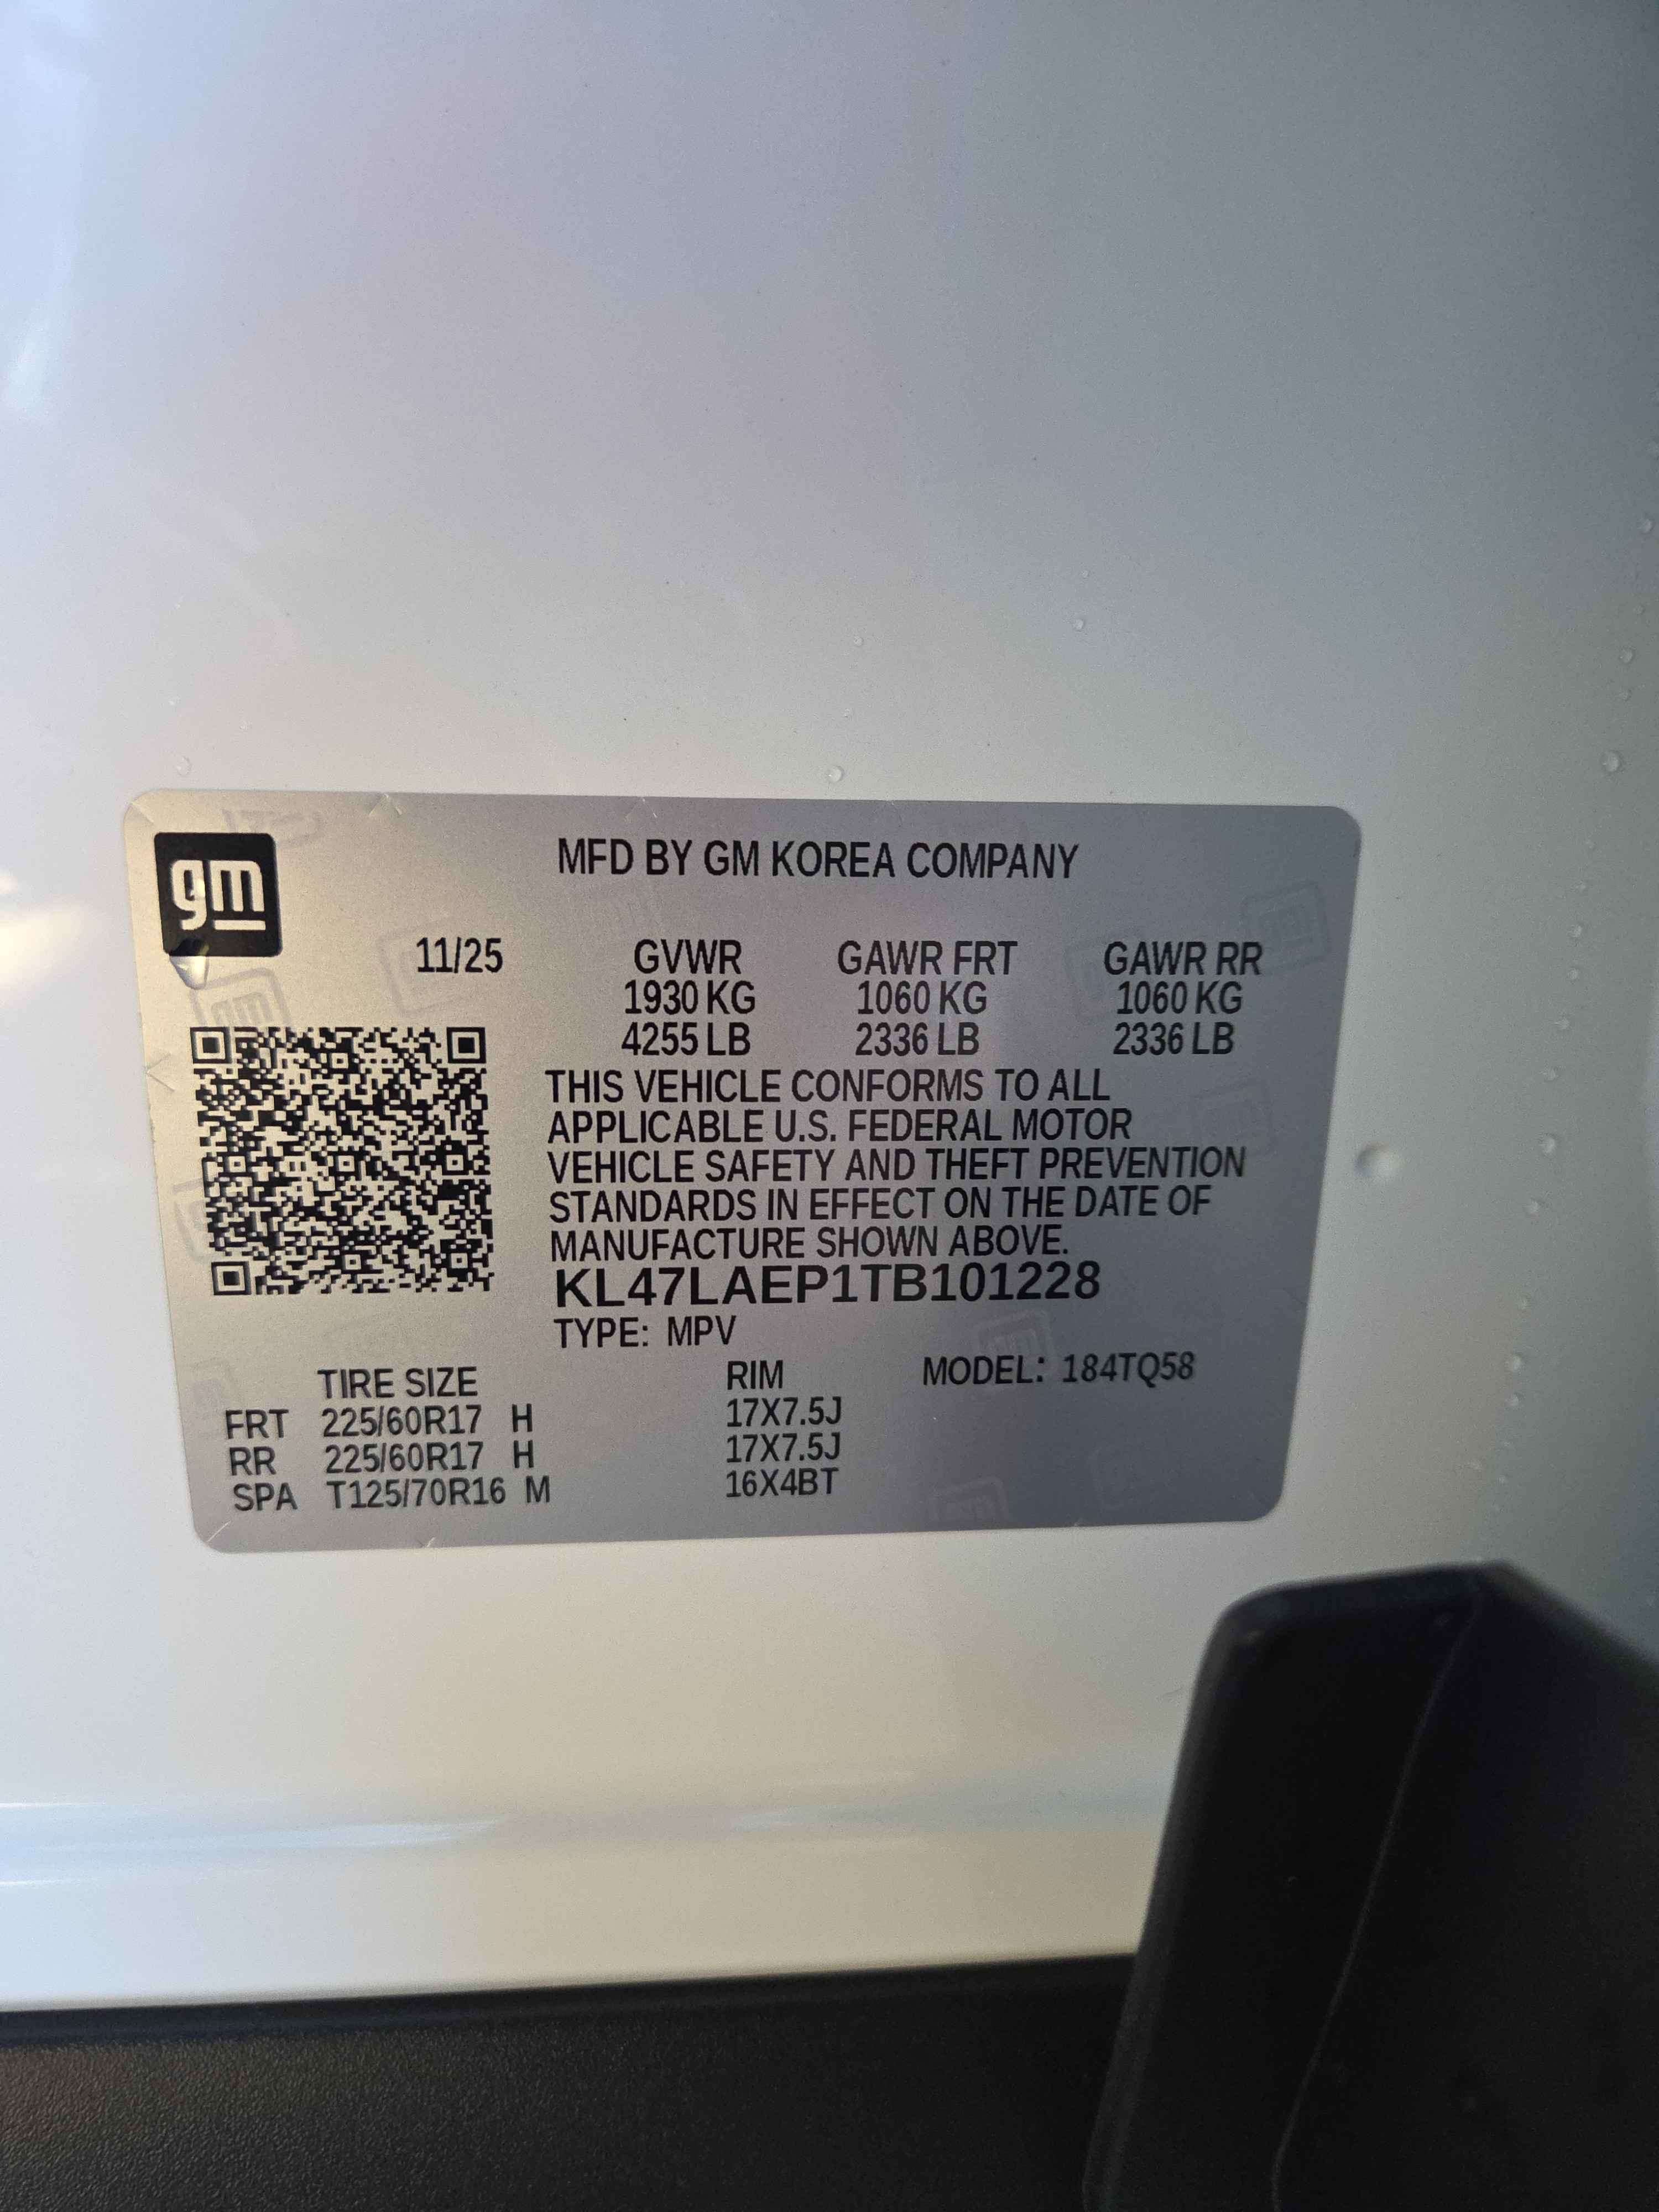 gm
MFD BY GM KOREA COMPANY
11/25 GVWR GAWR FRT GAWR RR
1930 KG 1060 KG 1060 KG
4255 LB 2336 LB 2336 LB
THIS VEHICLE CONFORMS TO ALL
APPLICABLE U.S. FEDERAL MOTOR
VEHICLE SAFETY AND THEFT PREVENTION
STANDARDS IN EFFECT ON THE DATE OF
MANUFACTURE SHOWN ABOVE.
KL47LAEP1TB101228
TYPE: MPV
TIRE SIZE RIM MODEL: 184TQ58
FRT 225/60R17 H 17X7.5J
RR 225/60R17 H 17X7.5J
SPA T125/70R16 M 16X4BT